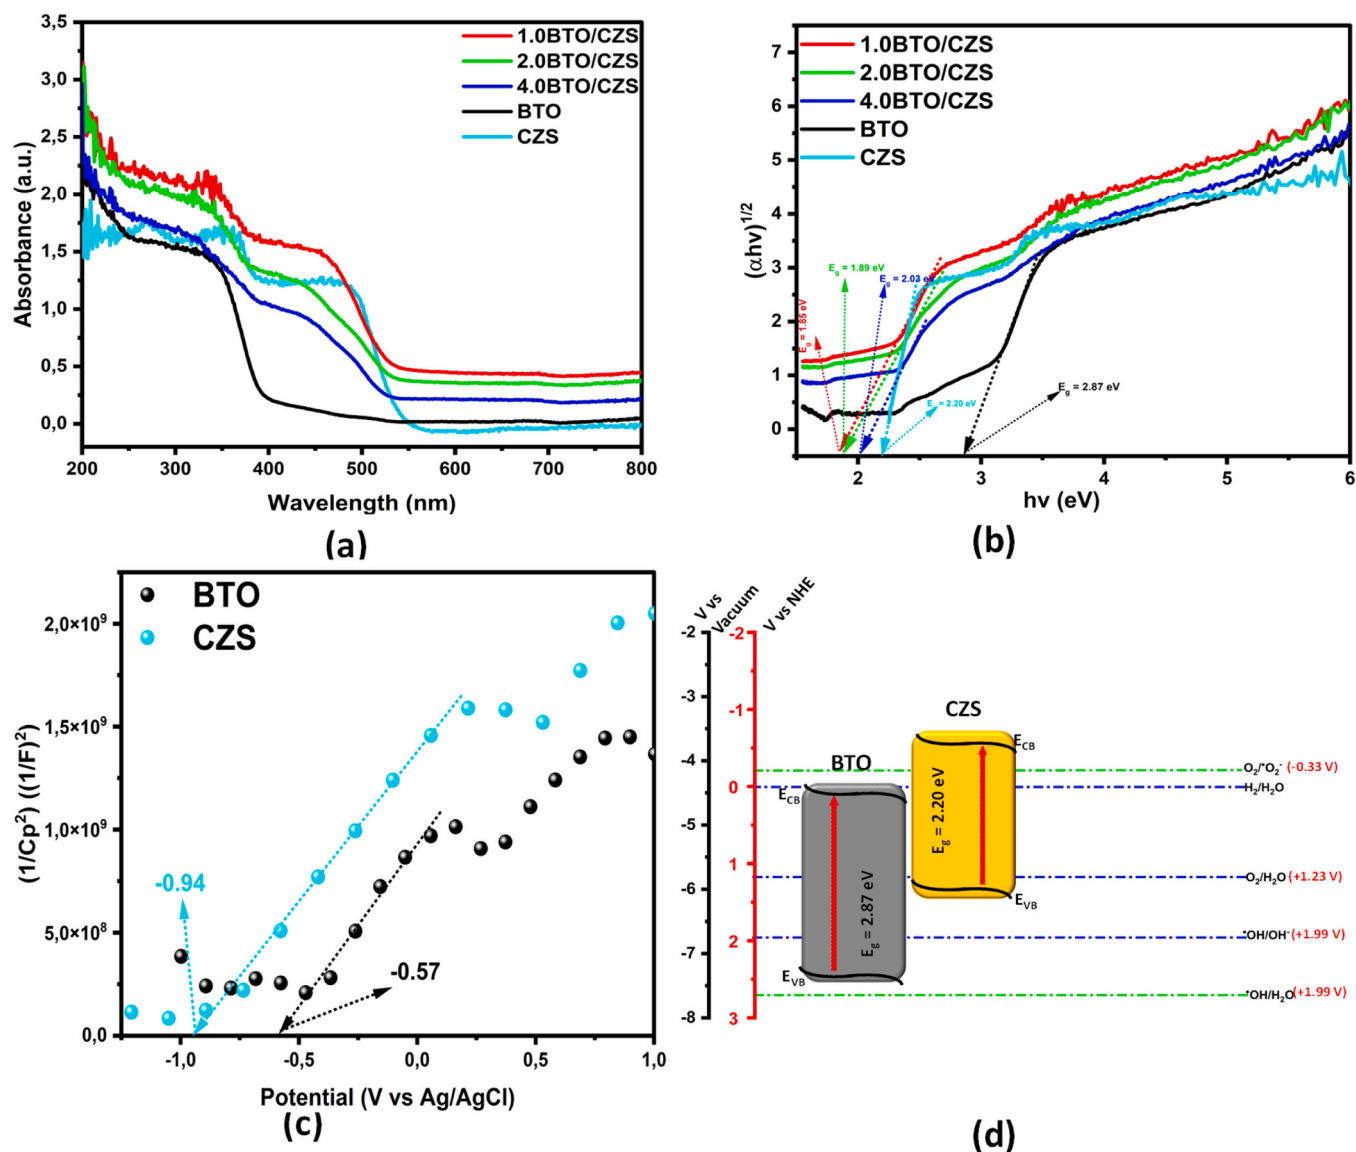 3,5
3,0
2,5
2,0
1,5
1,0
0,5
0,0
Absorbance (a.u.)
1.0BTO/CZS
2.0BTO/CZS
4.0BTO/CZS
BTO
CZS
200 300 400 500 600 700 800
Wavelength (nm)
(a)
7
6
5
4
3
2
1
0
(αhν)1/2
1.0BTO/CZS
2.0BTO/CZS
4.0BTO/CZS
BTO
CZS
Eg = 1.85 eV
Eg = 1.89 eV
Eg = 2.03 eV
Eg = 2.20 eV
Eg = 2.87 eV
2 3 4 5 6
hν (eV)
(b)
2,0×10⁹
1,5×10⁹
1,0×10⁹
5,0×10⁸
0,0
(1/Cp²) ((1/F)²)
BTO
CZS
-0.94
-0.57
-1,0 -0,5 0,0 0,5 1,0
Potential (V vs Ag/AgCl)
(c)
V vs Vacuum
V vs NHE
-2
-3
-4
-5
-6
-7
-8
-2
-1
0
1
2
3
CZS
BTO
ECB
ECB
Eg = 2.20 eV
Eg = 2.87 eV
EVB
EVB
O₂/•O₂⁻ (-0.33 V)
H₂/H₂O
O₂/H₂O (+1.23 V)
•OH/OH⁻ (+1.99 V)
•OH/H₂O (+1.99 V)
(d)